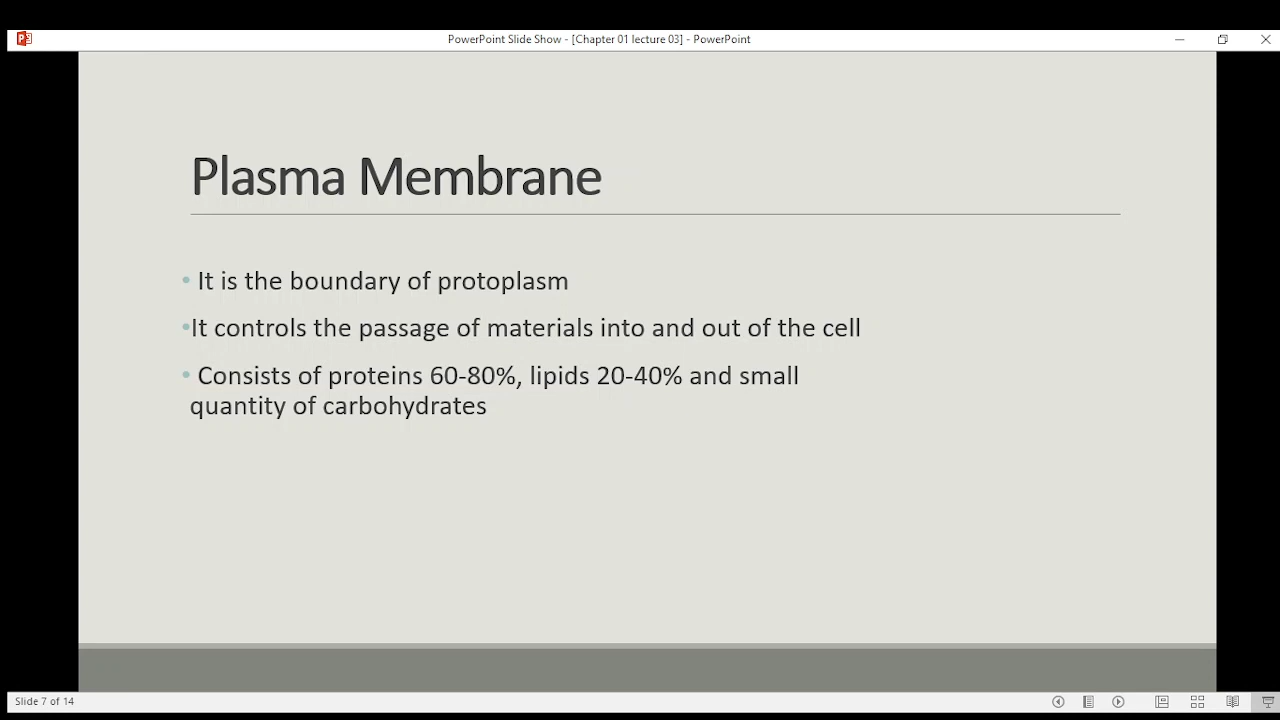 PowerPoint Slide Show - [Chapter 01 lecture 03] - PowerPoint
Plasma Membrane
• It is the boundary of protoplasm
•It controls the passage of materials into and out of the cell
• Consists of proteins 60-80%, lipids 20-40% and small
quantity of carbohydrates
Slide 7 of 14